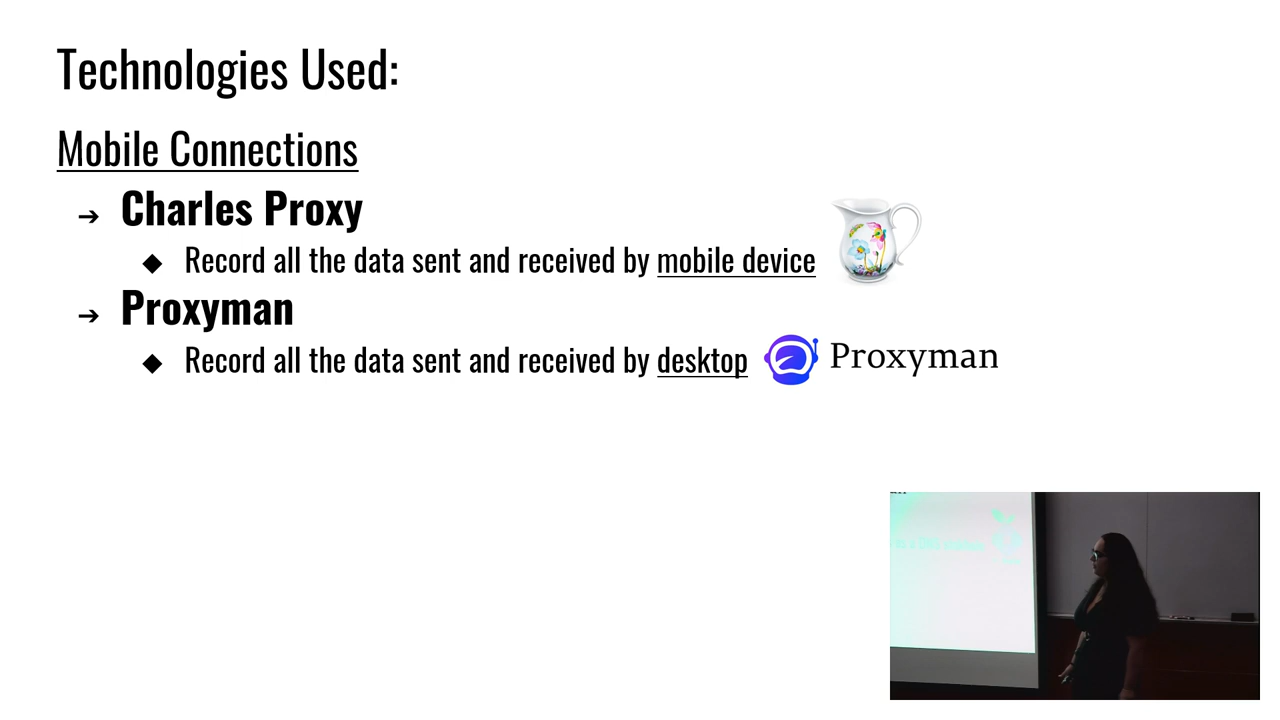 Technologies Used:
Mobile Connections
➔ Charles Proxy
◆ Record all the data sent and received by mobile device
➔ Proxyman
◆ Record all the data sent and received by desktop
Proxyman